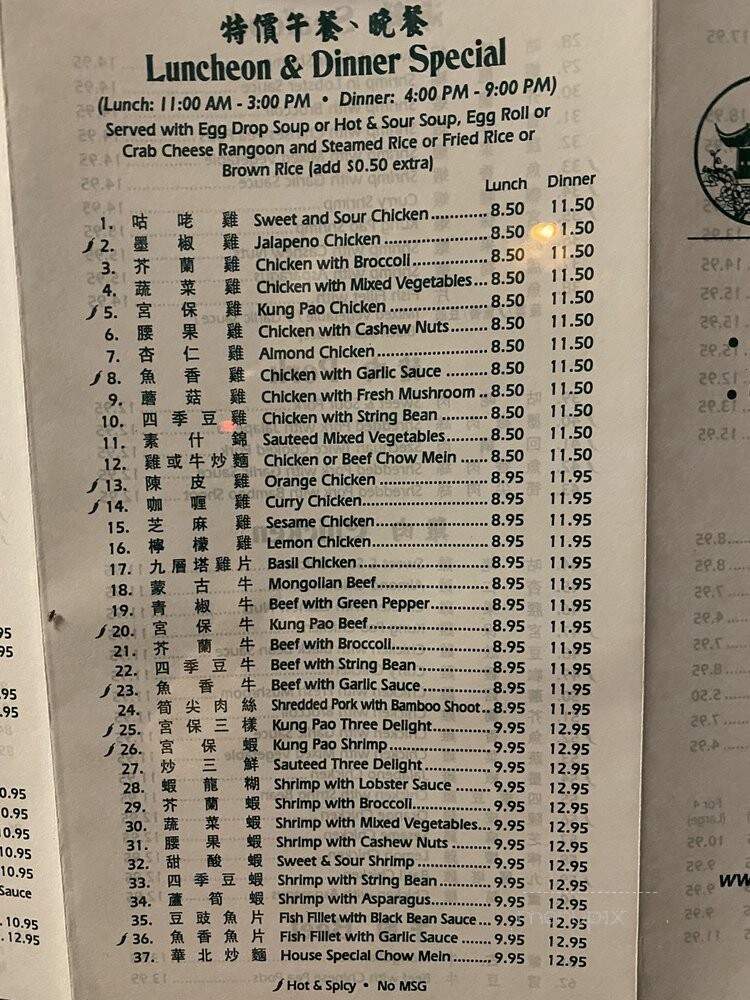 特價午餐、晚餐
Luncheon & Dinner Special
(Lunch: 11:00 AM - 3:00 PM • Dinner: 4:00 PM - 9:00 PM)
Served with Egg Drop Soup or Hot & Sour Soup, Egg Roll or
Crab Cheese Rangoon and Steamed Rice or Fried Rice or
Brown Rice (add $0.50 extra)
Lunch Dinner
1. 咕咾雞 Sweet and Sour Chicken............ 8.50 11.50
2. 墨椒雞 Jalapeno Chicken .................... 8.50 1.50
3. 芥蘭雞 Chicken with Broccoli............... 8.50 11.50
4. 蔬菜雞 Chicken with Mixed Vegetables... 8.50 11.50
5. 宮保雞 Kung Pao Chicken ................... 8.50 11.50
6. 腰果雞 Chicken with Cashew Nuts........ 8.50 11.50
7. 杏仁雞 Almond Chicken..................... 8.50 11.50
8. 魚香雞 Chicken with Garlic Sauce ........ 8.50 11.50
9. 蘑菇雞 Chicken with Fresh Mushroom .. 8.50 11.50
10. 四季豆雞 Chicken with String Bean ......... 8.50 11.50
11. 素什錦 Sauteed Mixed Vegetables........ 8.50 11.50
12. 雞或牛炒麵 Chicken or Beef Chow Mein ...... 8.50 11.50
13. 陳皮雞 Orange Chicken .................... 8.95 11.95
14. 咖喱雞 Curry Chicken....................... 8.95 11.95
15. 芝麻雞 Sesame Chicken..................... 8.95 11.95
16. 檸檬雞 Lemon Chicken...................... 8.95 11.95
17. 九層塔雞片 Basil Chicken ........................ 8.95 11.95
18. 蒙古牛 Mongolian Beef..................... 8.95 11.95
19. 青椒牛 Beef with Green Pepper........... 8.95 11.95
20. 宮保牛 Kung Pao Beef....................... 8.95 11.95
21. 芥蘭牛 Beef with Broccoli.................. 8.95 11.95
22. 四季豆牛 Beef with String Bean ............. 8.95 11.95
23. 魚香牛 Beef with Garlic Sauce ............ 8.95 11.95
24. 筍尖肉絲 Shredded Pork with Bamboo Shoot.. 8.95 11.95
25. 宮保三樣 Kung Pao Three Delight........... 9.95 12.95
26. 宮保蝦 Kung Pao Shrimp ................... 9.95 12.95
27. 炒三鮮 Sauteed Three Delight ............ 9.95 12.95
28. 蝦龍糊 Shrimp with Lobster Sauce ...... 9.95 12.95
29. 芥蘭蝦 Shrimp with Broccoli.............. 9.95 12.95
30. 蔬菜蝦 Shrimp with Mixed Vegetables... 9.95 12.95
31. 腰果蝦 Shrimp with Cashew Nuts ....... 9.95 12.95
32. 甜酸蝦 Sweet & Sour Shrimp ............. 9.95 12.95
33. 四季豆蝦 Shrimp with String Bean .......... 9.95 12.95
34. 蘆筍蝦 Shrimp with Asparagus........... 9.95 12.95
35. 豆豉魚片 Fish Fillet with Black Bean Sauce ... 9.95 12.95
36. 魚香魚片 Fish Fillet with Garlic Sauce ...... 9.95 12.95
37. 華北炒麵 House Special Chow Mein ........ 9.95 12.95
Hot & Spicy • No MSG
95
95
.95
.95
0.95
0.95
10.95
10.95
10.95
Sauce
. 10.95
. 12.95
ww